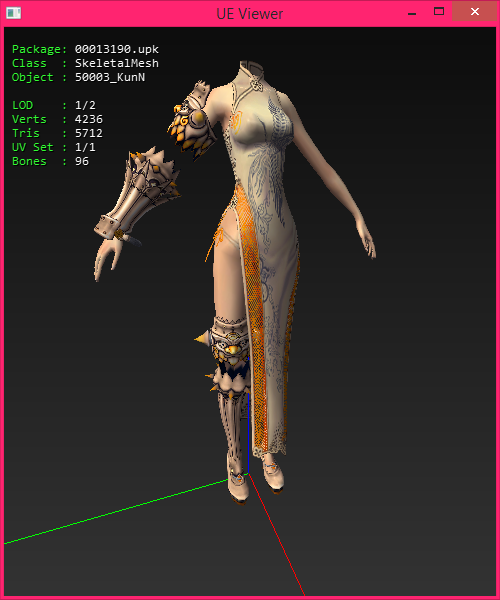 UE Viewer
Package: 00013190.upk
Class : SkeletalMesh
Object : 50003_KunN
LOD : 1/2
Verts : 4236
Tris : 5712
UV Set : 1/1
Bones : 96